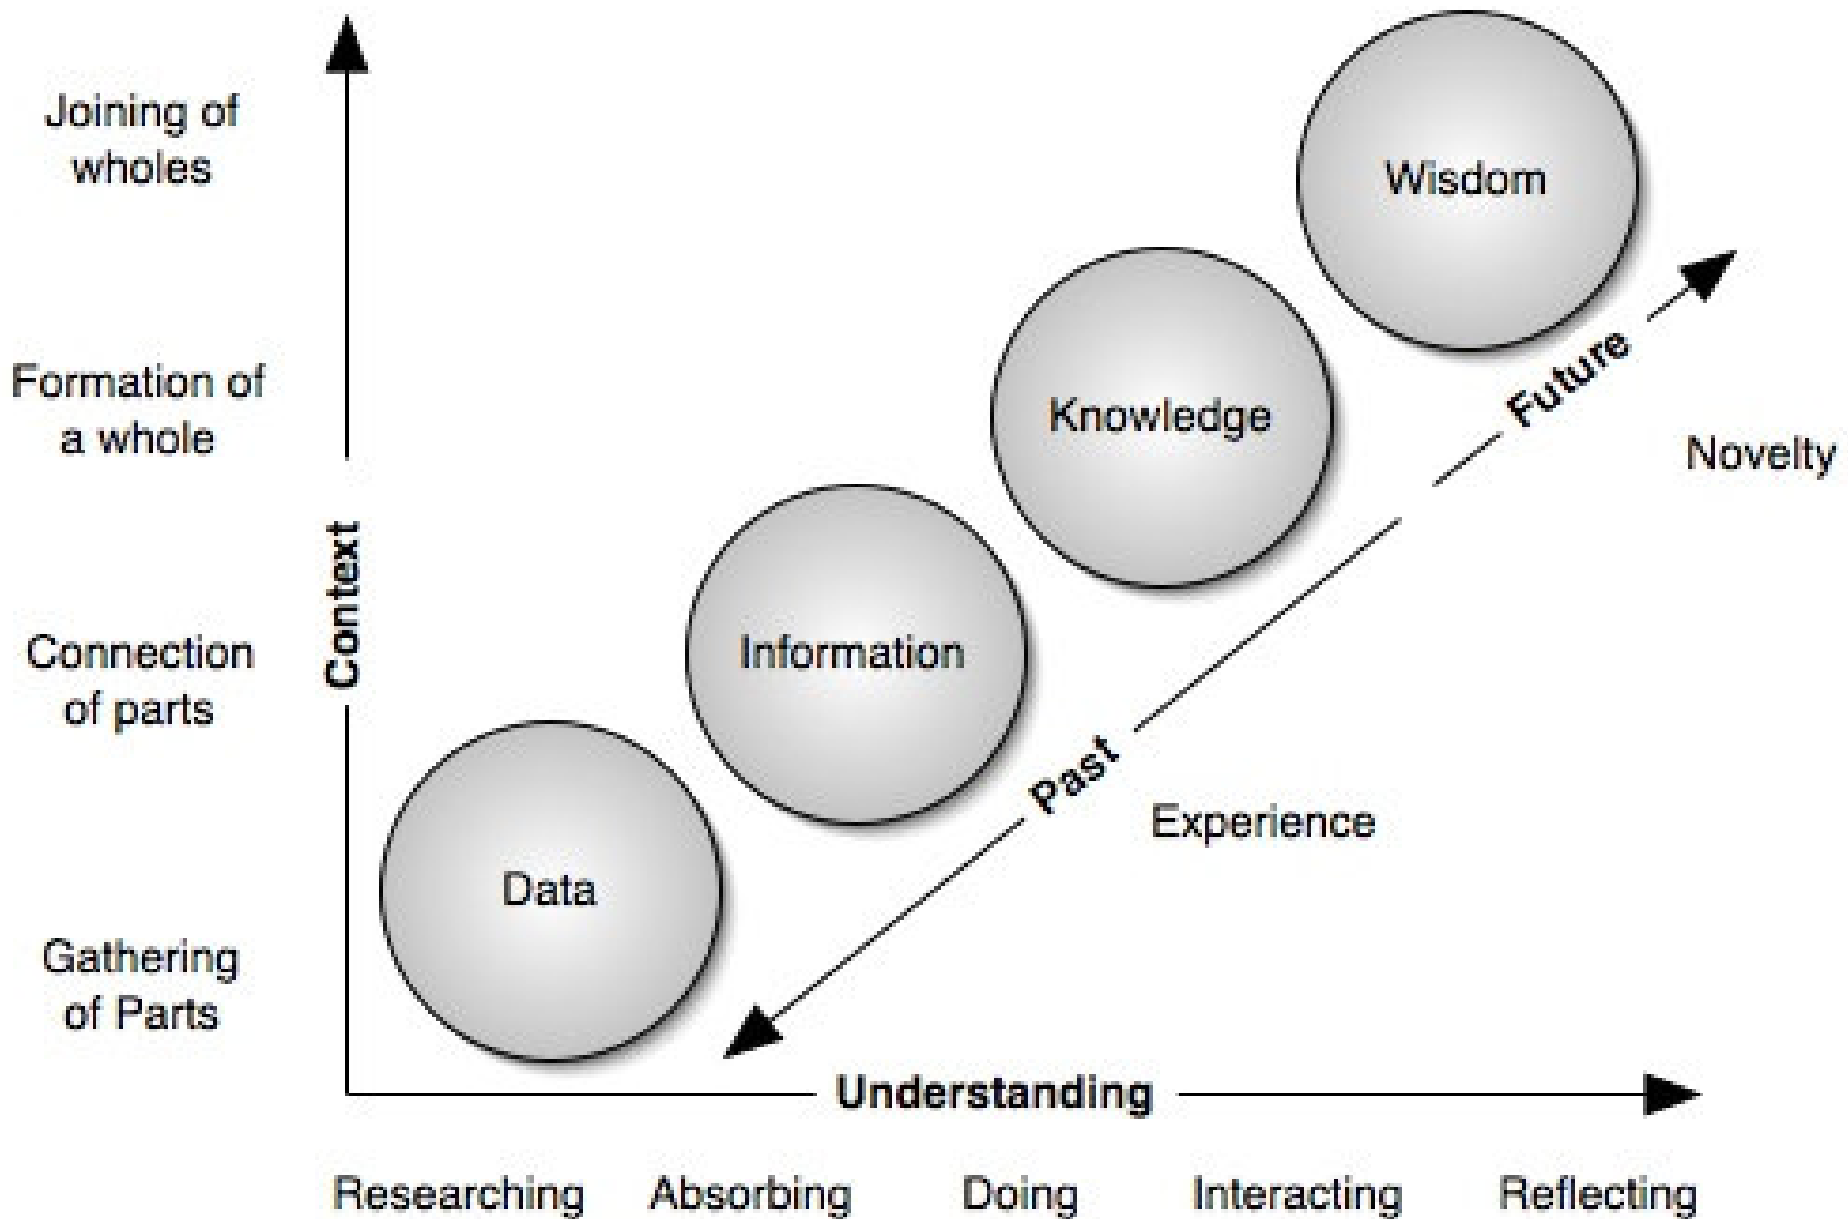 Joining of
wholes
Wisdom
Formation of
a whole
Knowledge
Future
Novelty
Context
Connection
of parts
Information
Past
Experience
Data
Gathering
of Parts
Understanding
Researching Absorbing Doing Interacting Reflecting